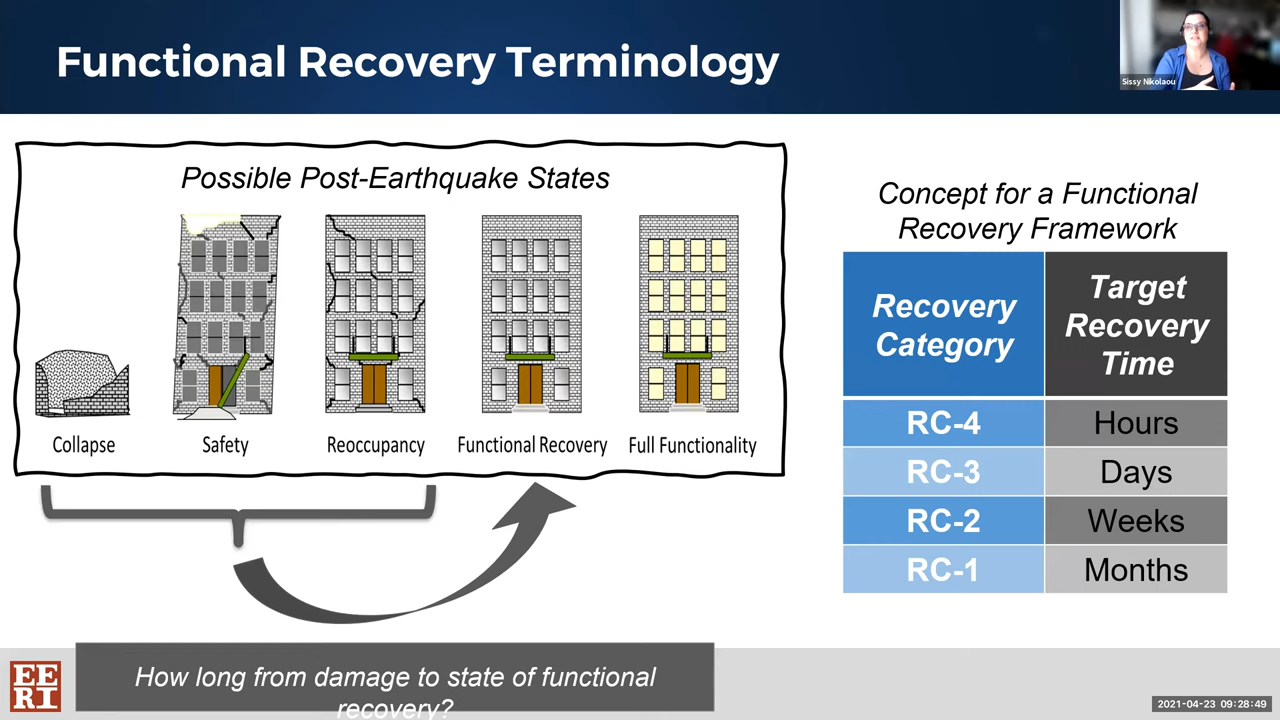 Functional Recovery Terminology
Sissy Nikolaou
Possible Post-Earthquake States
Collapse
Safety
Reoccupancy
Functional Recovery
Full Functionality
How long from damage to state of functional
recovery?
Concept for a Functional
Recovery Framework
Recovery
Category
Target
Recovery
Time
RC-4
Hours
RC-3
Days
RC-2
Weeks
RC-1
Months
EE
RI
2021-04-23 09:28:49